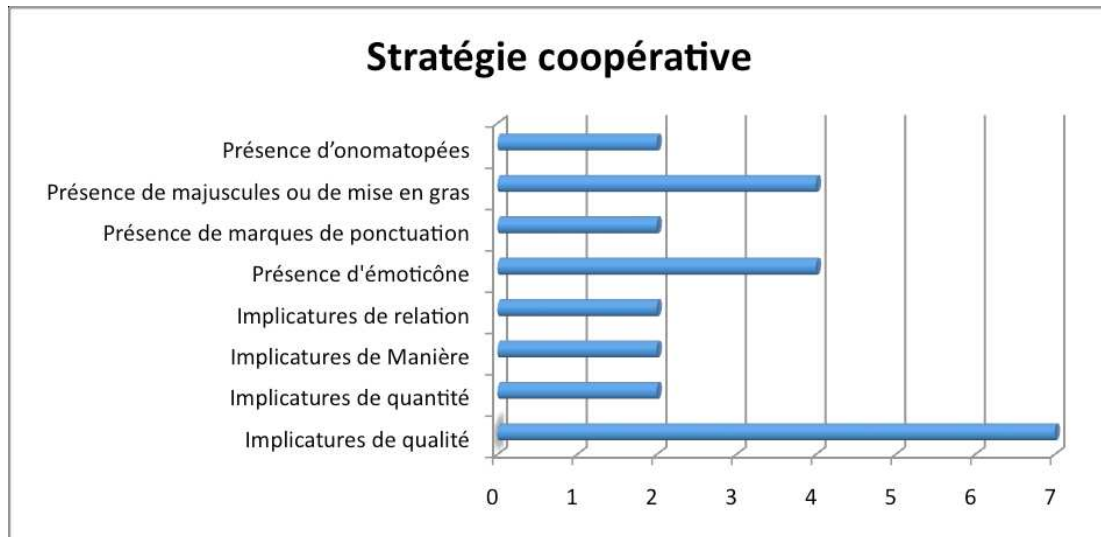 Stratégie coopérative
Présence d’onomatopées
Présence de majuscules ou de mise en gras
Présence de marques de ponctuation
Présence d'émoticône
Implicatures de relation
Implicatures de Manière
Implicatures de quantité
Implicatures de qualité
0 1 2 3 4 5 6 7